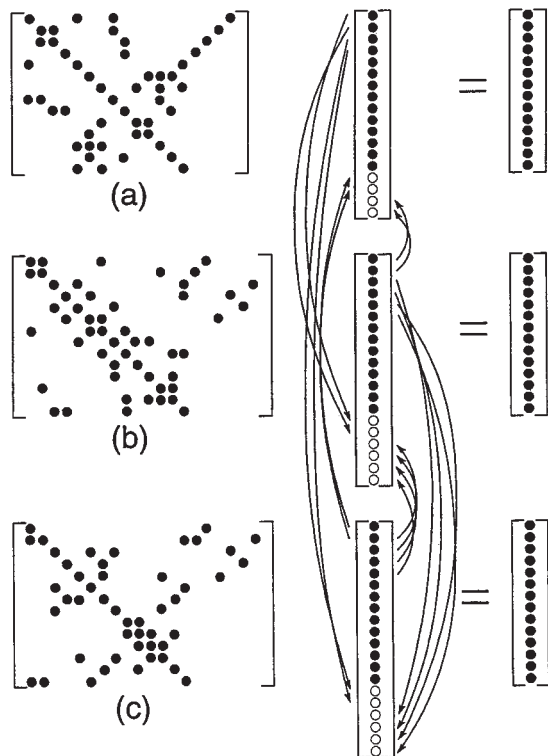 (a)
=
(b)
=
(c)
=